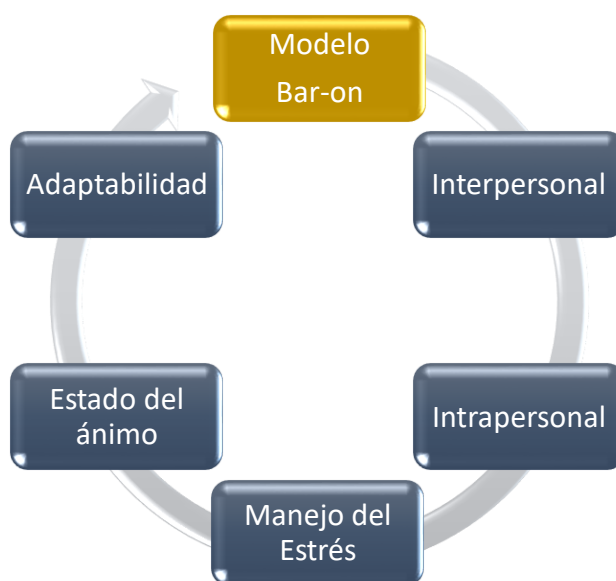 Modelo
Bar-on
Interpersonal
Intrapersonal
Manejo del
Estrés
Estado del
ánimo
Adaptabilidad